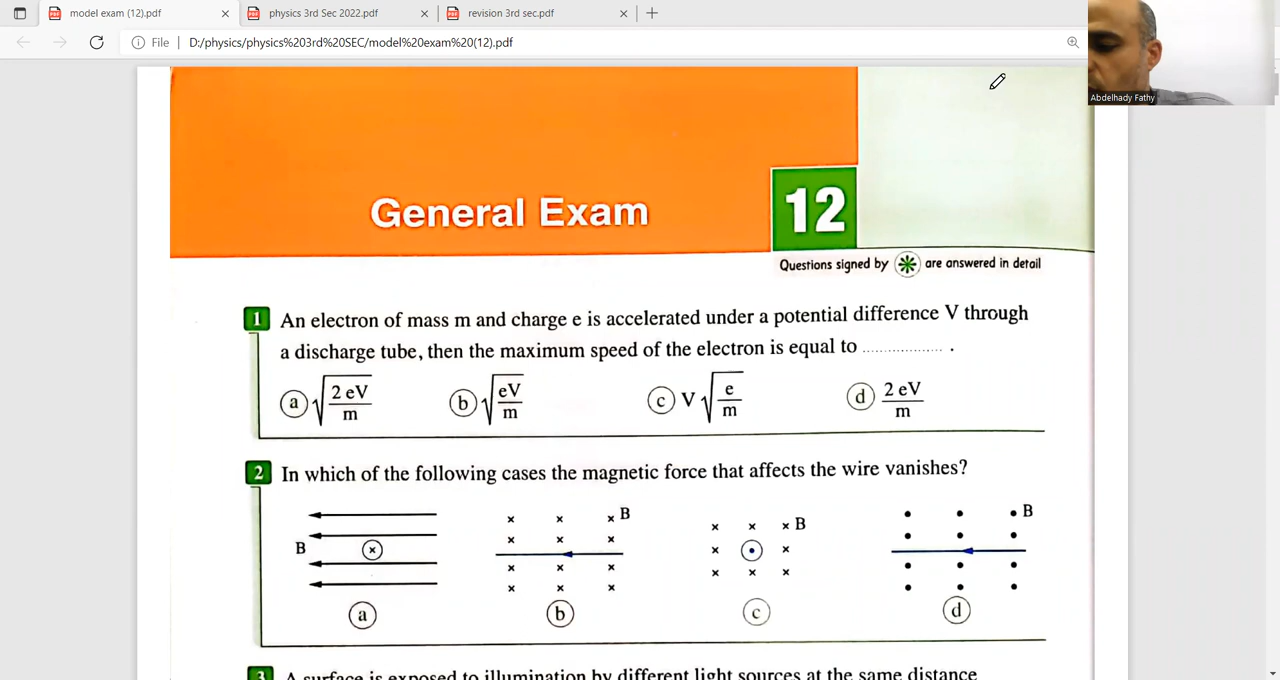 model exam (12).pdf
physics 3rd Sec 2022.pdf
revision 3rd sec.pdf
File | D:/physics/physics%203rd%20SEC/model%20exam%20(12).pdf
Abdelhady Fathy
General Exam 12
Questions signed by ✳ are answered in detail
1 An electron of mass m and charge e is accelerated under a potential difference V through
a discharge tube, then the maximum speed of the electron is equal to .................. .
a √(2 eV / m) b √(eV / m) c V √(e / m) d 2 eV / m
2 In which of the following cases the magnetic force that affects the wire vanishes?
B B B B
a b c d
3 A surface is exposed to illumination by different light sources at the same distance